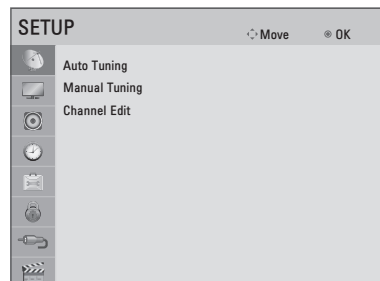 SETUP
Move OK
Auto Tuning
Manual Tuning
Channel Edit